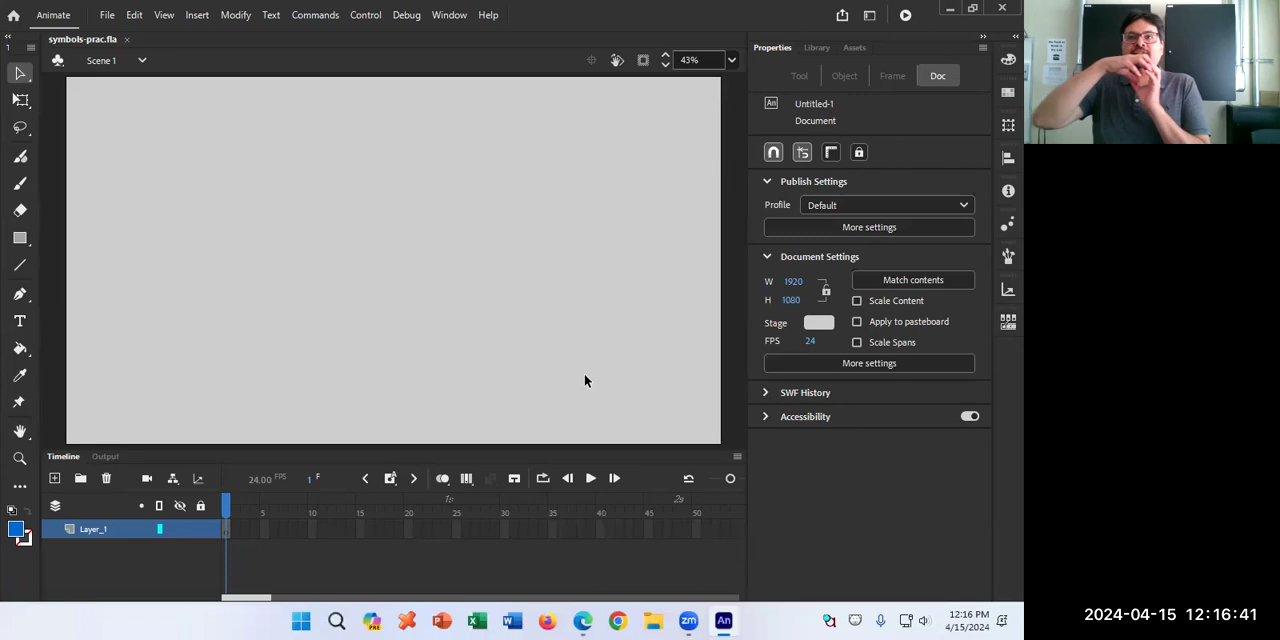 Animate File Edit View Insert Modify Text Commands Control Debug Window Help
symbols-prac.fla ×
Scene 1 43%
1
Properties Library Assets
Tool Object Frame Doc
An Untitled-1
Document
Publish Settings
Profile Default
More settings
Document Settings
W 1920 Match contents
H 1080 Scale Content
Stage Apply to pasteboard
FPS 24 Scale Spans
More settings
SWF History
Accessibility
Timeline Output
24.00 FPS 1 F
1s 2s
5 10 15 20 25 30 35 40 45 50
Layer_1
12:16 PM
4/15/2024
2024-04-15 12:16:41